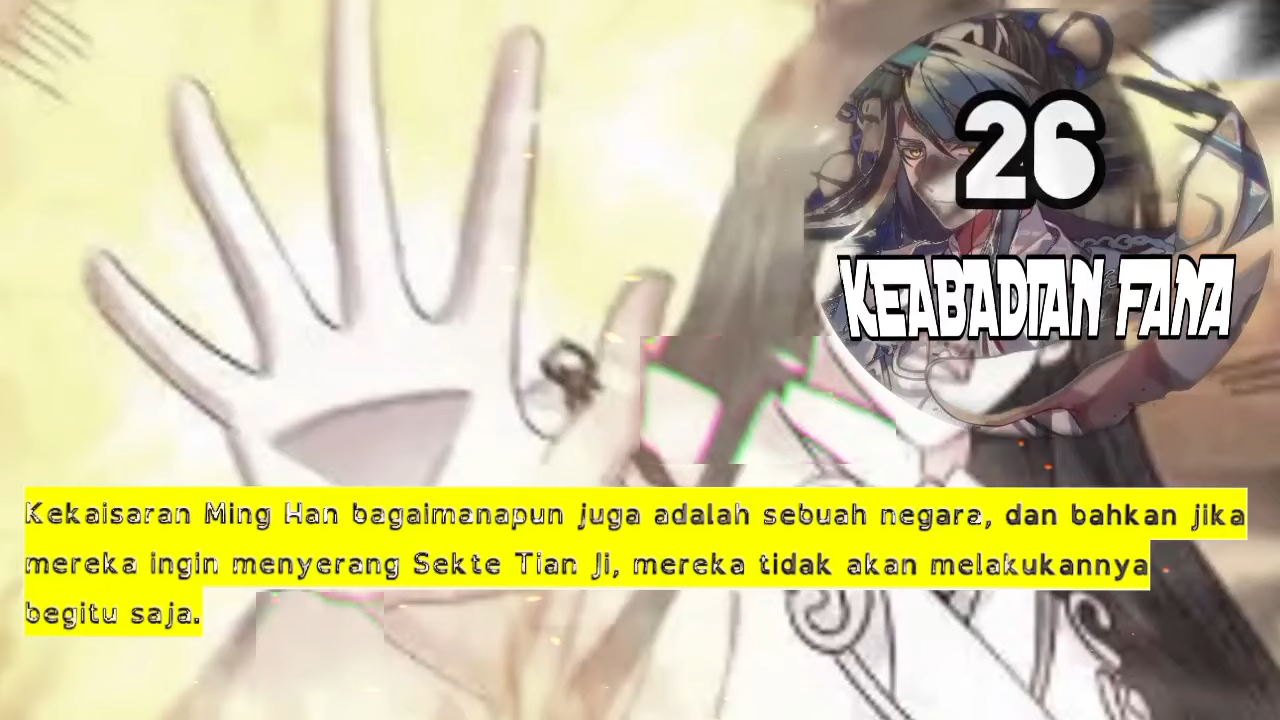 26
KEABADIAN FANA
Kekaisaran Ming Han bagaimanapun juga adalah sebuah negara, dan bahkan jika
mereka ingin menyerang Sekte Tian Ji, mereka tidak akan melakukannya
begitu saja.